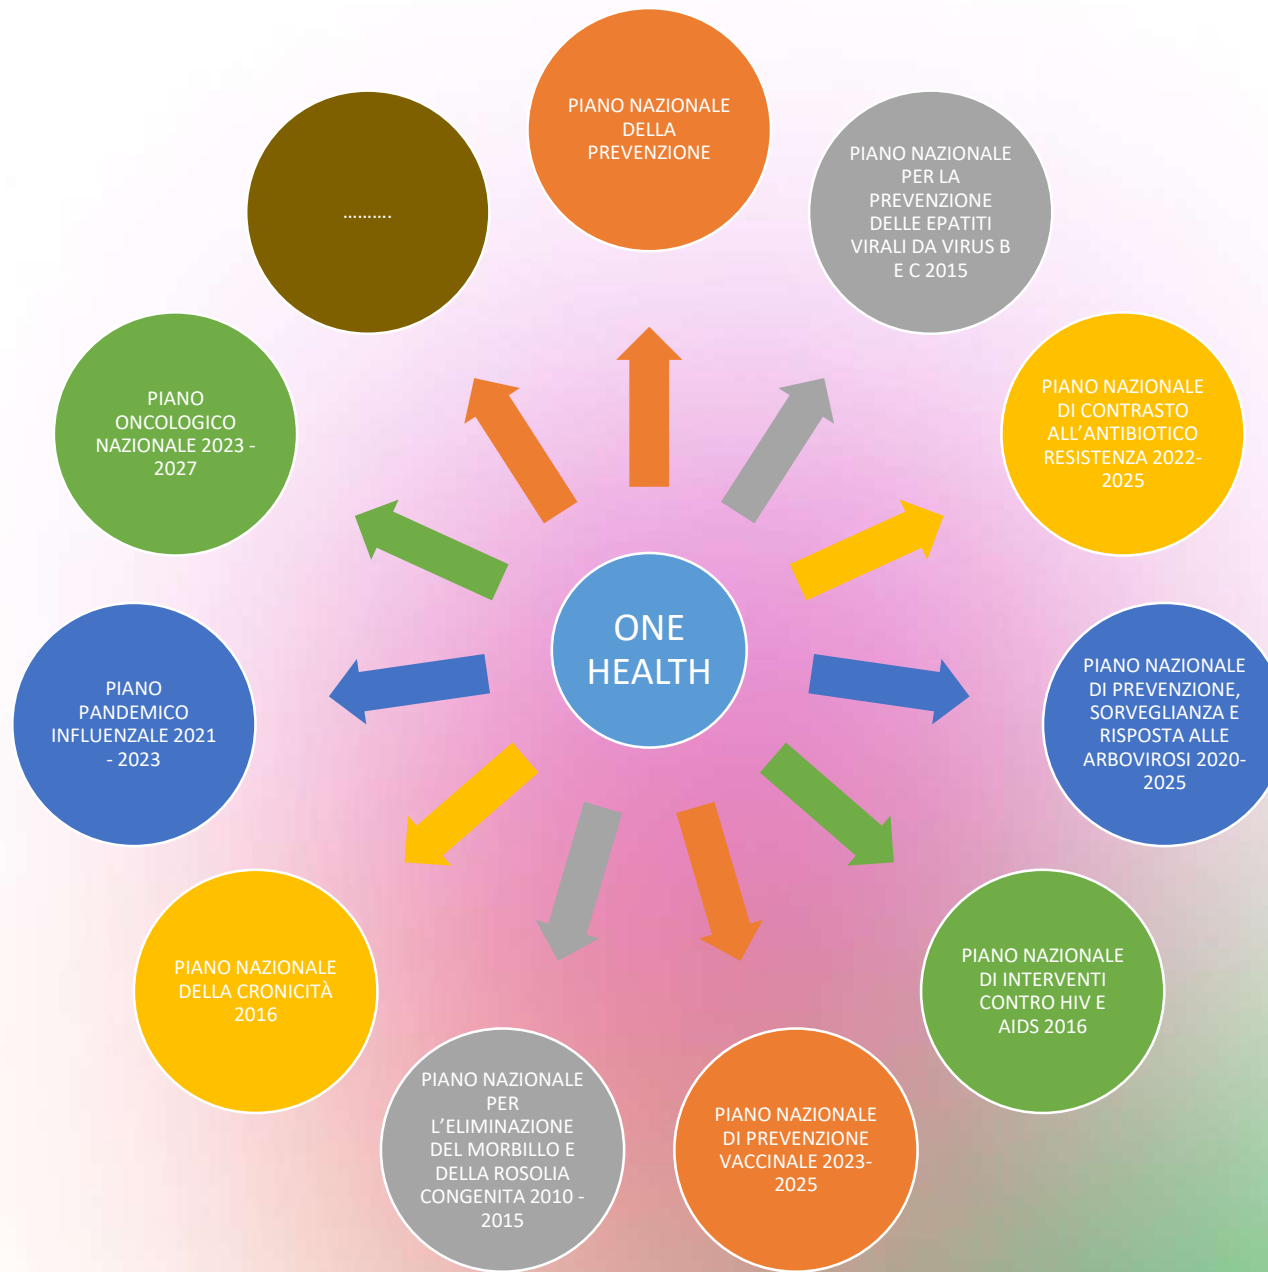 PIANO NAZIONALE
DELLA
PREVENZIONE
PIANO NAZIONALE
PER LA
PREVENZIONE
DELLE EPATITI
VIRALI DA VIRUS B
E C 2015
PIANO NAZIONALE
DI CONTRASTO
ALL’ANTIBIOTICO
RESISTENZA 2022-
2025
PIANO NAZIONALE
DI PREVENZIONE,
SORVEGLIANZA E
RISPOSTA ALLE
ARBOVIROSI 2020-
2025
PIANO NAZIONALE
DI INTERVENTI
CONTRO HIV E
AIDS 2016
PIANO NAZIONALE
DI PREVENZIONE
VACCINALE 2023-
2025
PIANO NAZIONALE
PER
L’ELIMINAZIONE
DEL MORBILLO E
DELLA ROSOLIA
CONGENITA 2010 -
2015
PIANO NAZIONALE
DELLA CRONICITÀ
2016
PIANO
PANDEMICO
INFLUENZALE 2021
- 2023
PIANO
ONCOLOGICO
NAZIONALE 2023 -
2027
..........
ONE
HEALTH